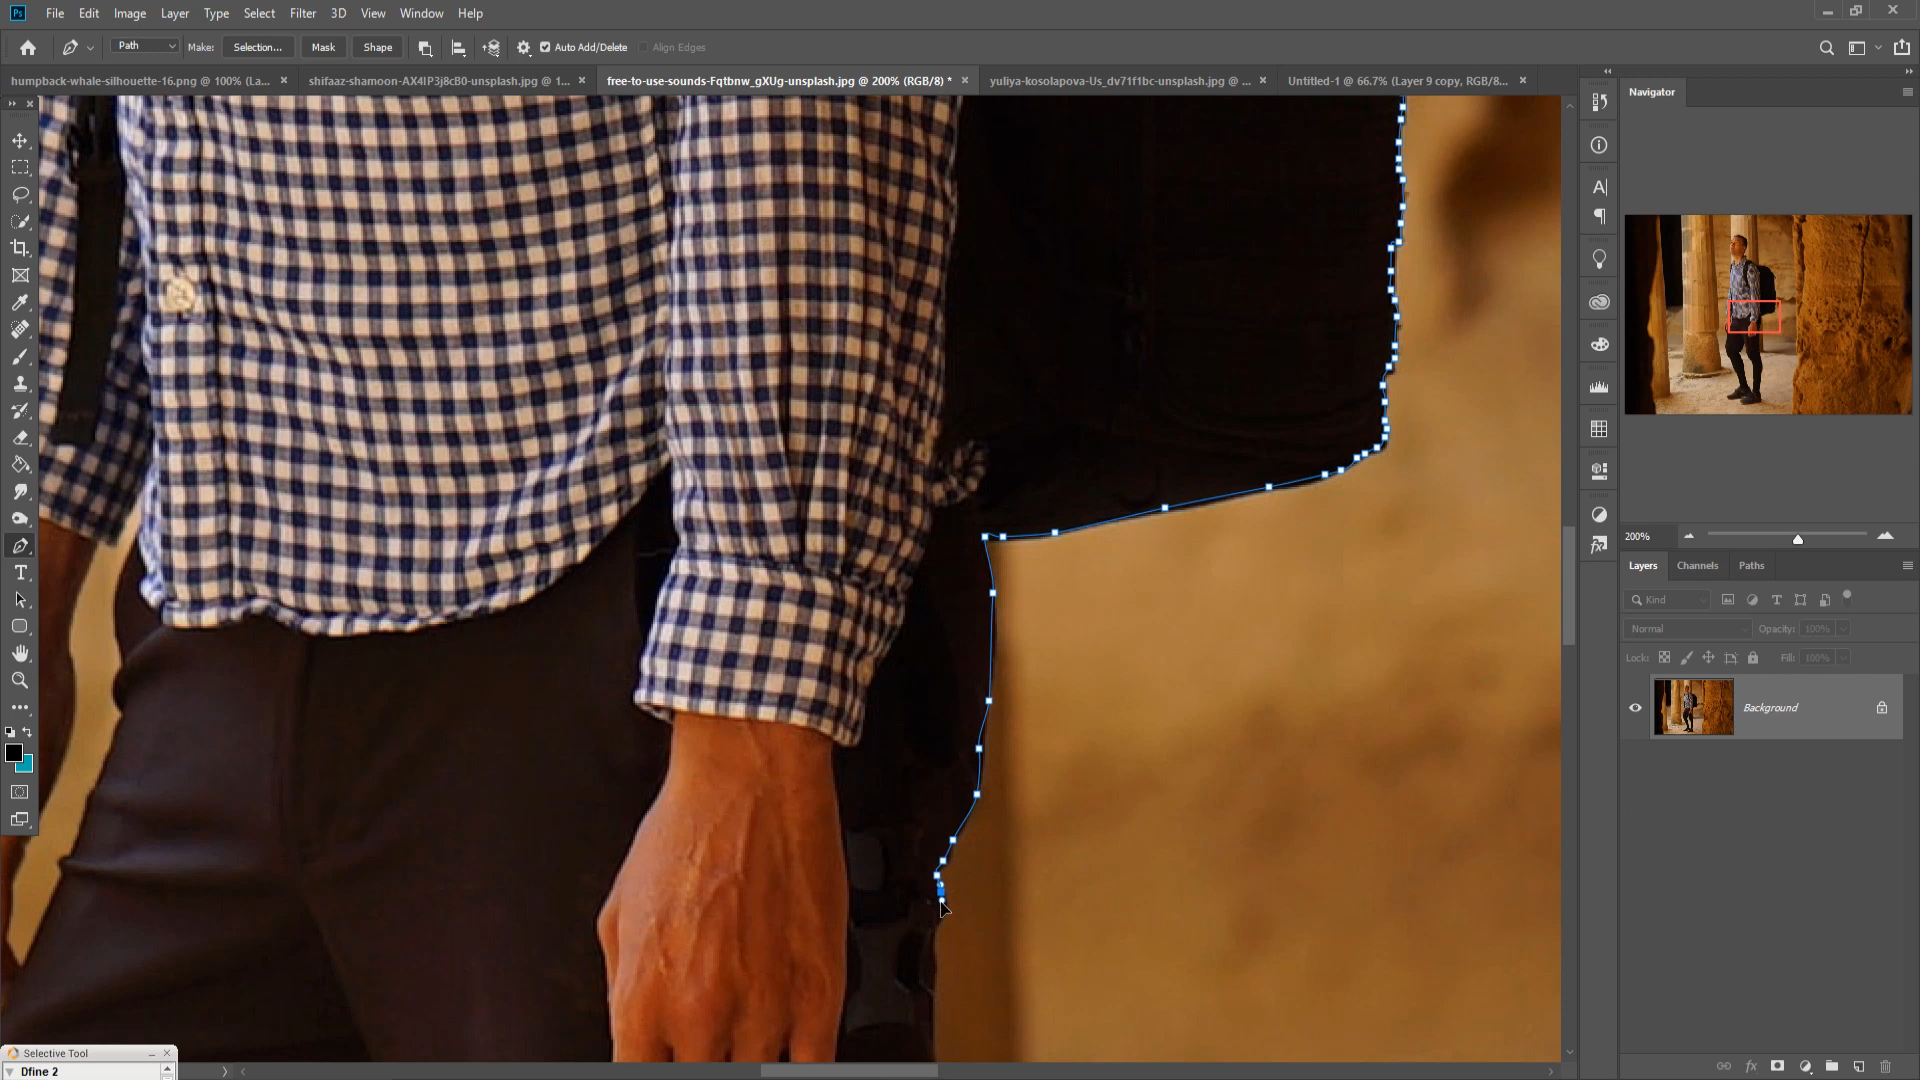 Ps File Edit Image Layer Type Select Filter 3D View Window Help
Path Make: Selection... Mask Shape Auto Add/Delete Align Edges
humpback-whale-silhouette-16.png @ 100% (La... shifaaz-shamoon-AX4IP3j8cB0-unsplash.jpg @ 1... free-to-use-sounds-Fqtbnw_gXUg-unsplash.jpg @ 200% (RGB/8) * yuliya-kosolapova-Us_dv71f1bc-unsplash.jpg @ ... Untitled-1 @ 66.7% (Layer 9 copy, RGB/8...
Navigator
200%
Layers Channels Paths
Kind
Normal Opacity: 100%
Lock: Fill: 100%
Background
fx
Selective Tool
Dfine 2